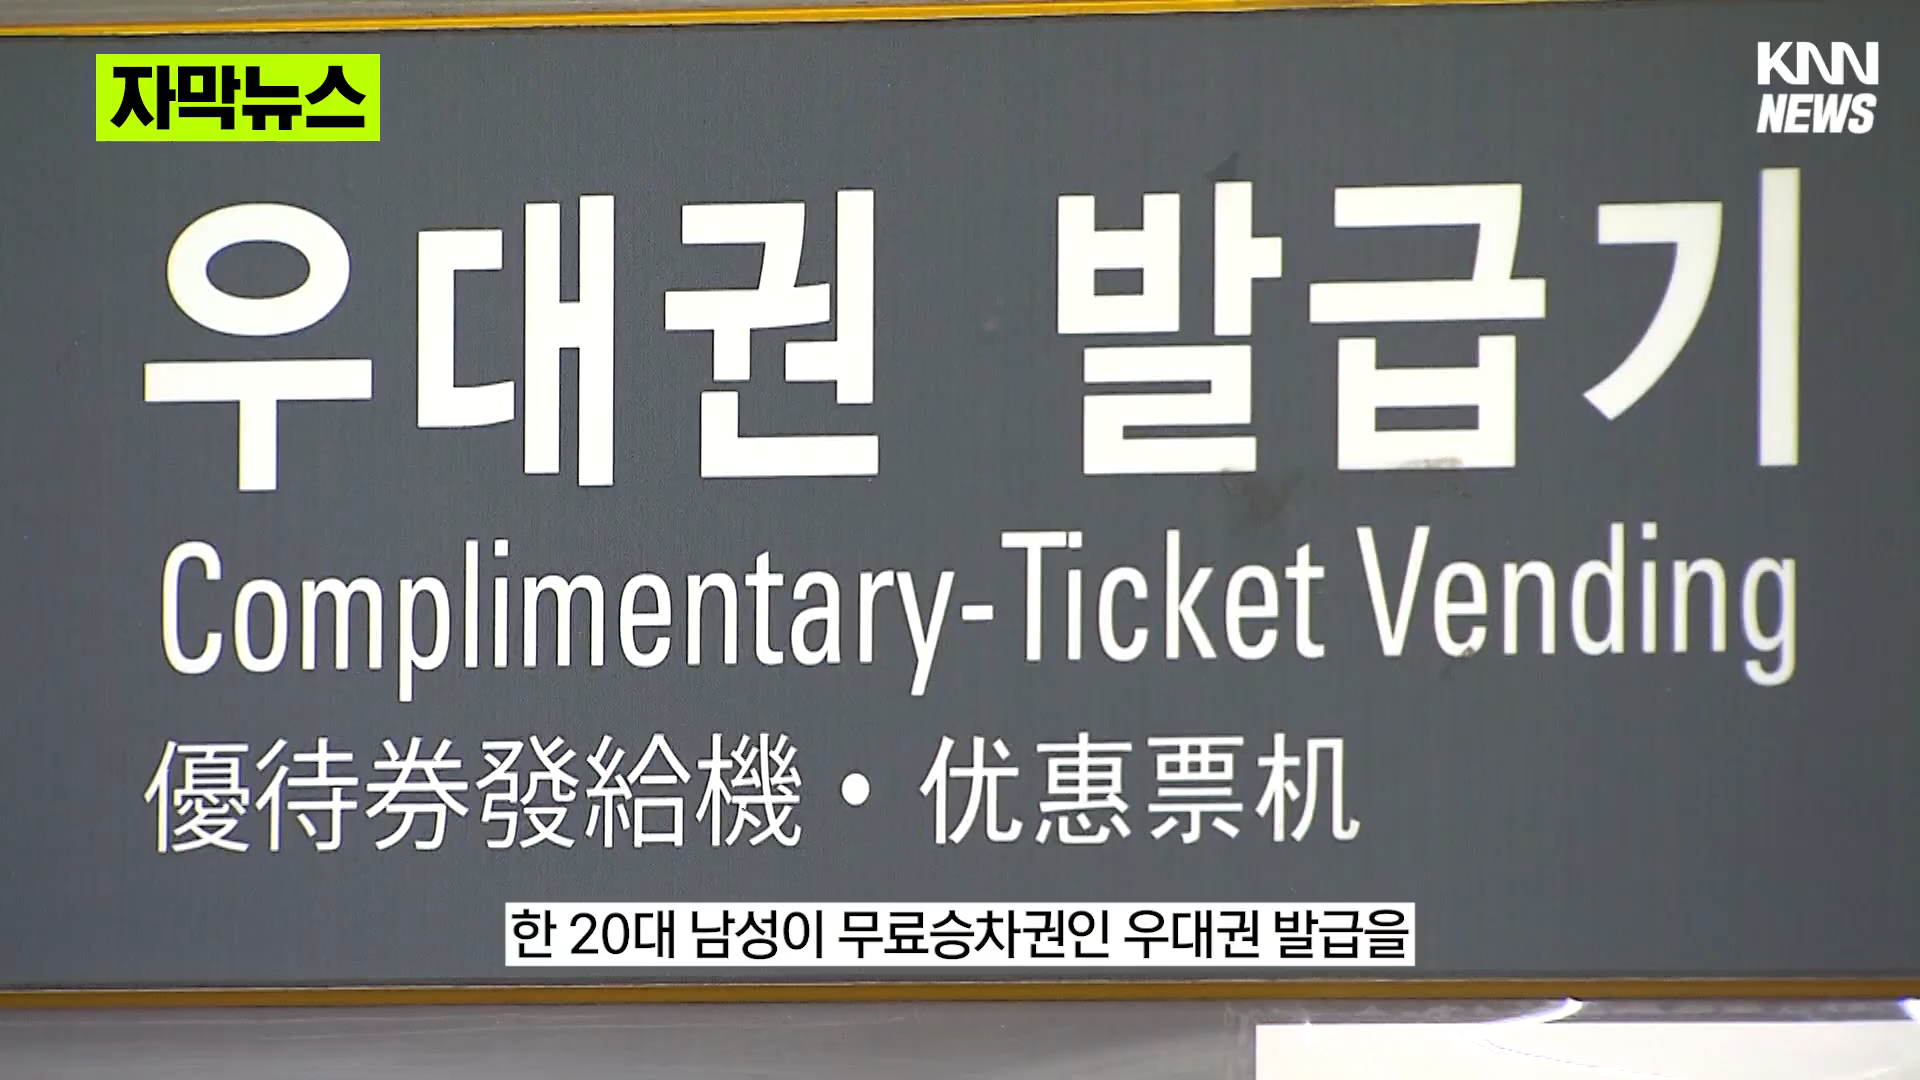 자막뉴스
KNN
NEWS
우대권 발급기
Complimentary-Ticket Vending
優待券發給機・优惠票机
한 20대 남성이 무료승차권인 우대권 발급을